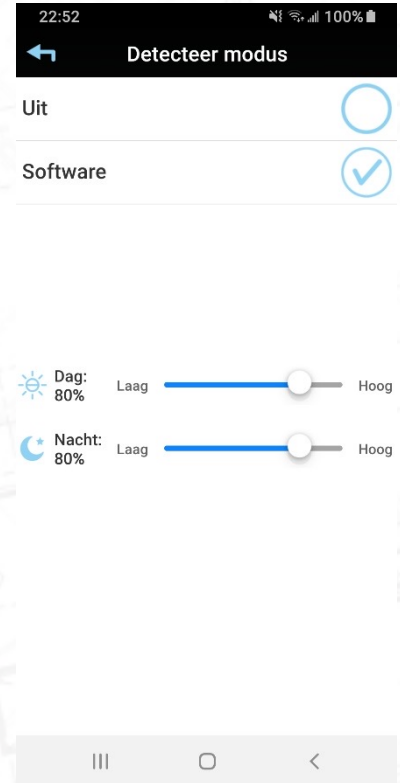 22:52 100%
Detecteer modus
Uit
Software
Dag:
80%
Laag Hoog
Nacht:
80%
Laag Hoog